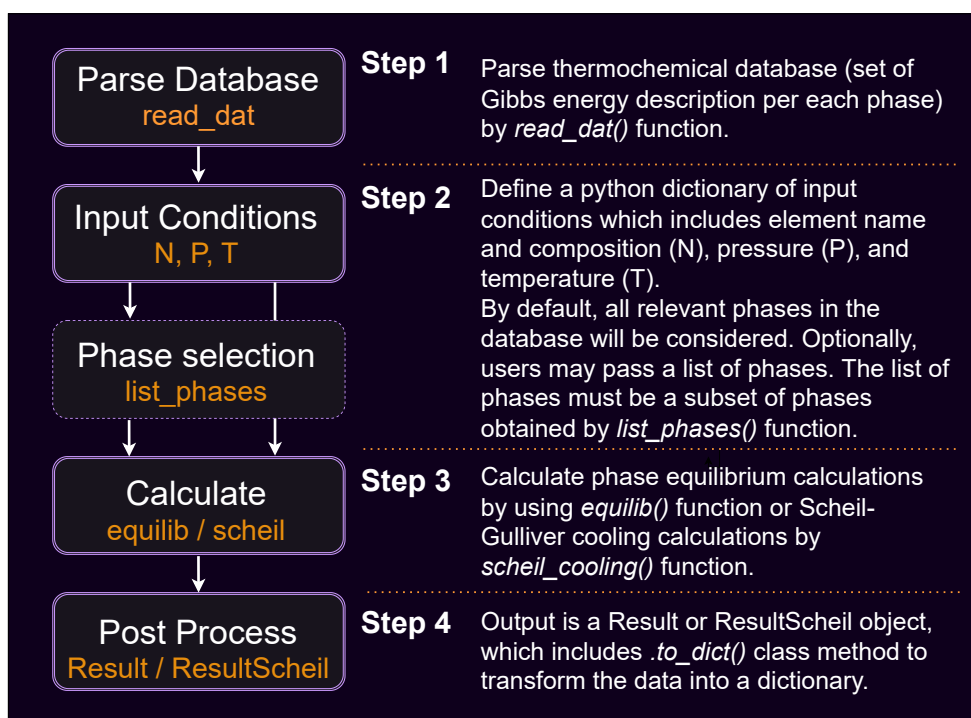 Parse Database
read_dat
Step 1
Parse thermochemical database (set of
Gibbs energy description per each phase)
by read_dat() function.
Input Conditions
N, P, T
Step 2
Define a python dictionary of input
conditions which includes element name
and composition (N), pressure (P), and
temperature (T).
By default, all relevant phases in the
database will be considered. Optionally,
users may pass a list of phases. The list of
phases must be a subset of phases
obtained by list_phases() function.
Phase selection
list_phases
Calculate
equilib / scheil
Step 3
Calculate phase equilibrium calculations
by using equilib() function or Scheil-
Gulliver cooling calculations by
scheil_cooling() function.
Post Process
Result / ResultScheil
Step 4
Output is a Result or ResultScheil object,
which includes .to_dict() class method to
transform the data into a dictionary.